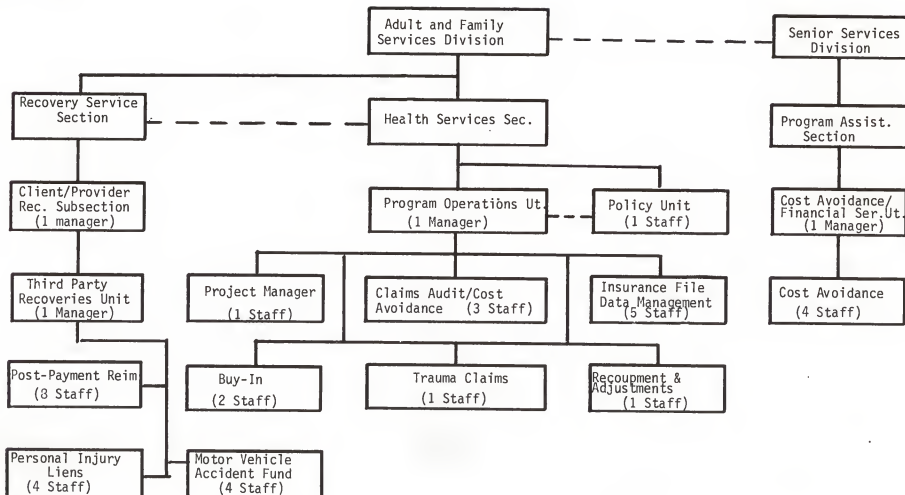 Adult and Family
Services Division
Senior Services
Division
Recovery Service
Section
Health Services Sec.
Program Assist.
Section
Client/Provider
Rec. Subsection
(1 manager)
Program Operations Ut.
(1 Manager)
Policy Unit
(1 Staff)
Cost Avoidance/
Financial Ser.Ut.
(1 Manager)
Third Party
Recoveries Unit
(1 Manager)
Project Manager
(1 Staff)
Claims Audit/Cost
Avoidance (3 Staff)
Insurance File
Data Management
(5 Staff)
Cost Avoidance
(4 Staff)
Post-Payment Reim
(8 Staff)
Buy-In
(2 Staff)
Trauma Claims
(1 Staff)
Recoupment &
Adjustments
(1 Staff)
Personal Injury
Liens
(4 Staff)
Motor Vehicle
Accident Fund
(4 Staff)